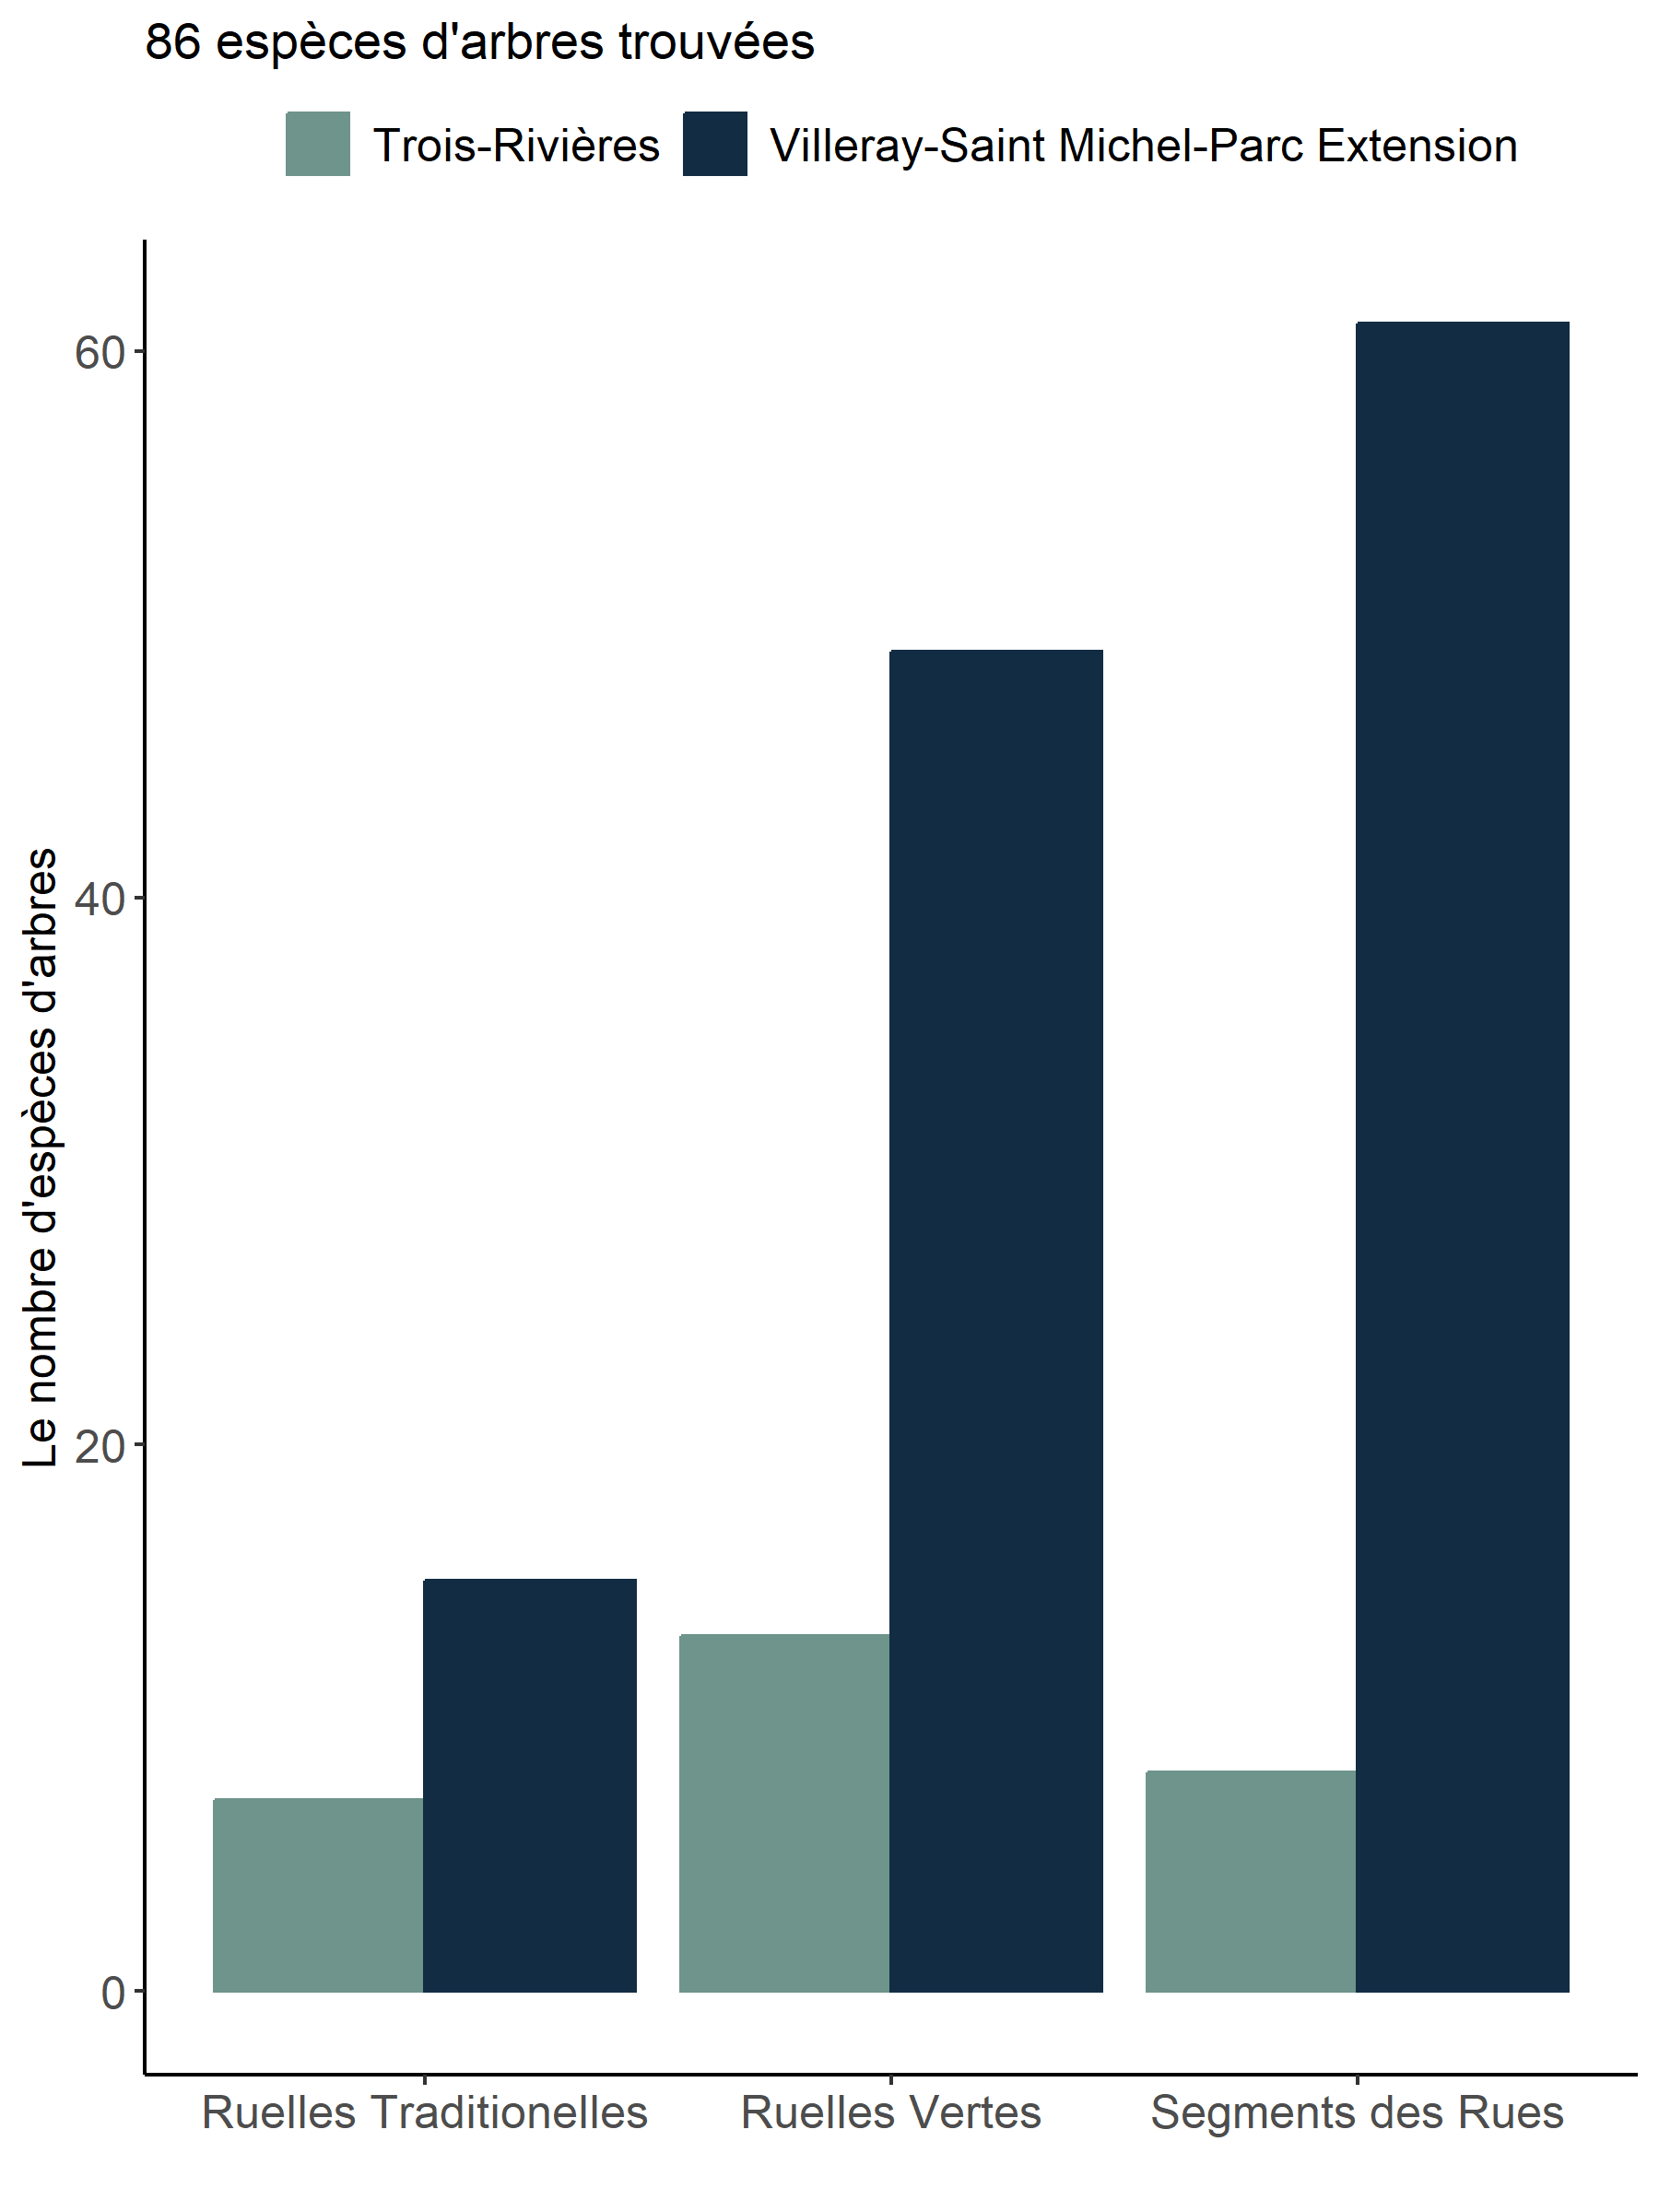 86 espèces d'arbres trouvées
Trois-Rivières
Villeray-Saint Michel-Parc Extension
Le nombre d'espèces d'arbres
60
40
20
0
Ruelles Traditionelles
Ruelles Vertes
Segments des Rues